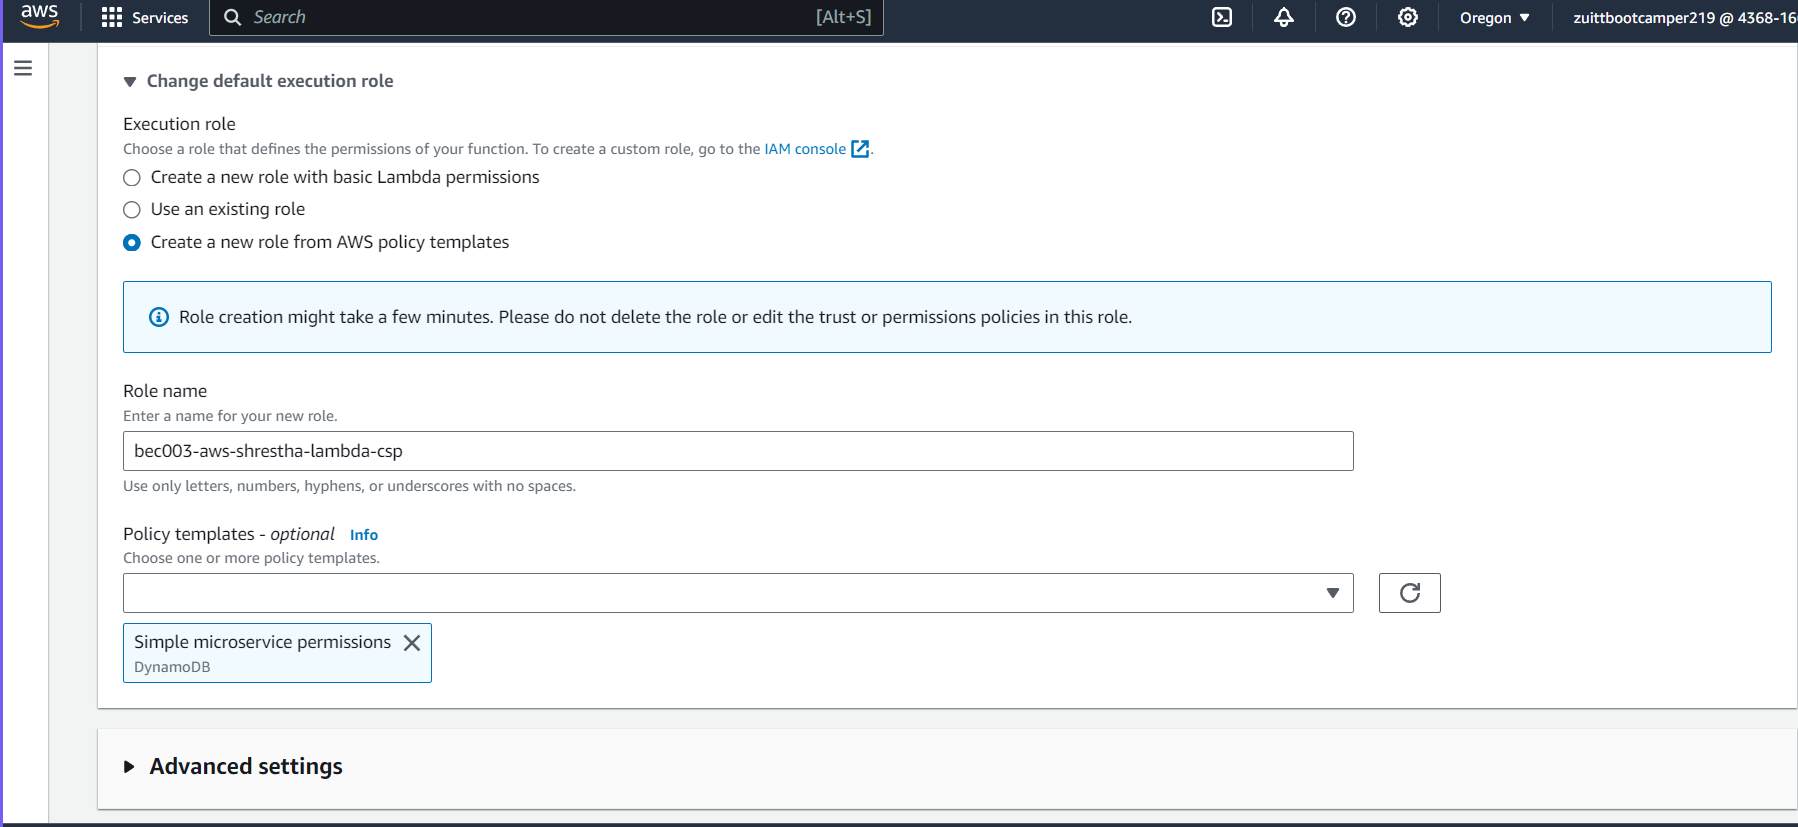 aws
Services
Search
[Alt+S]
Oregon
zuittbootcamper219 @ 4368-16
Change default execution role
Execution role
Choose a role that defines the permissions of your function. To create a custom role, go to the IAM console.
Create a new role with basic Lambda permissions
Use an existing role
Create a new role from AWS policy templates
Role creation might take a few minutes. Please do not delete the role or edit the trust or permissions policies in this role.
Role name
Enter a name for your new role.
bec003-aws-shrestha-lambda-csp
Use only letters, numbers, hyphens, or underscores with no spaces.
Policy templates - optional Info
Choose one or more policy templates.
Simple microservice permissions
DynamoDB
Advanced settings